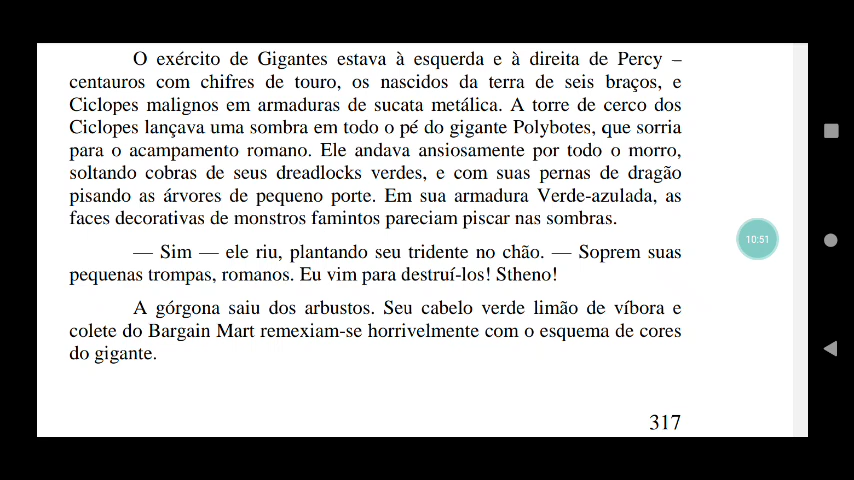 O exército de Gigantes estava à esquerda e à direita de Percy –
centauros com chifres de touro, os nascidos da terra de seis braços, e
Ciclopes malignos em armaduras de sucata metálica. A torre de cerco dos
Ciclopes lançava uma sombra em todo o pé do gigante Polybotes, que sorria
para o acampamento romano. Ele andava ansiosamente por todo o morro,
soltando cobras de seus dreadlocks verdes, e com suas pernas de dragão
pisando as árvores de pequeno porte. Em sua armadura Verde-azulada, as
faces decorativas de monstros famintos pareciam piscar nas sombras.
— Sim — ele riu, plantando seu tridente no chão. — Soprem suas
pequenas trompas, romanos. Eu vim para destruí-los! Stheno!
A górgona saiu dos arbustos. Seu cabelo verde limão de víbora e
colete do Bargain Mart remexiam-se horrivelmente com o esquema de cores
do gigante.
317
10:51